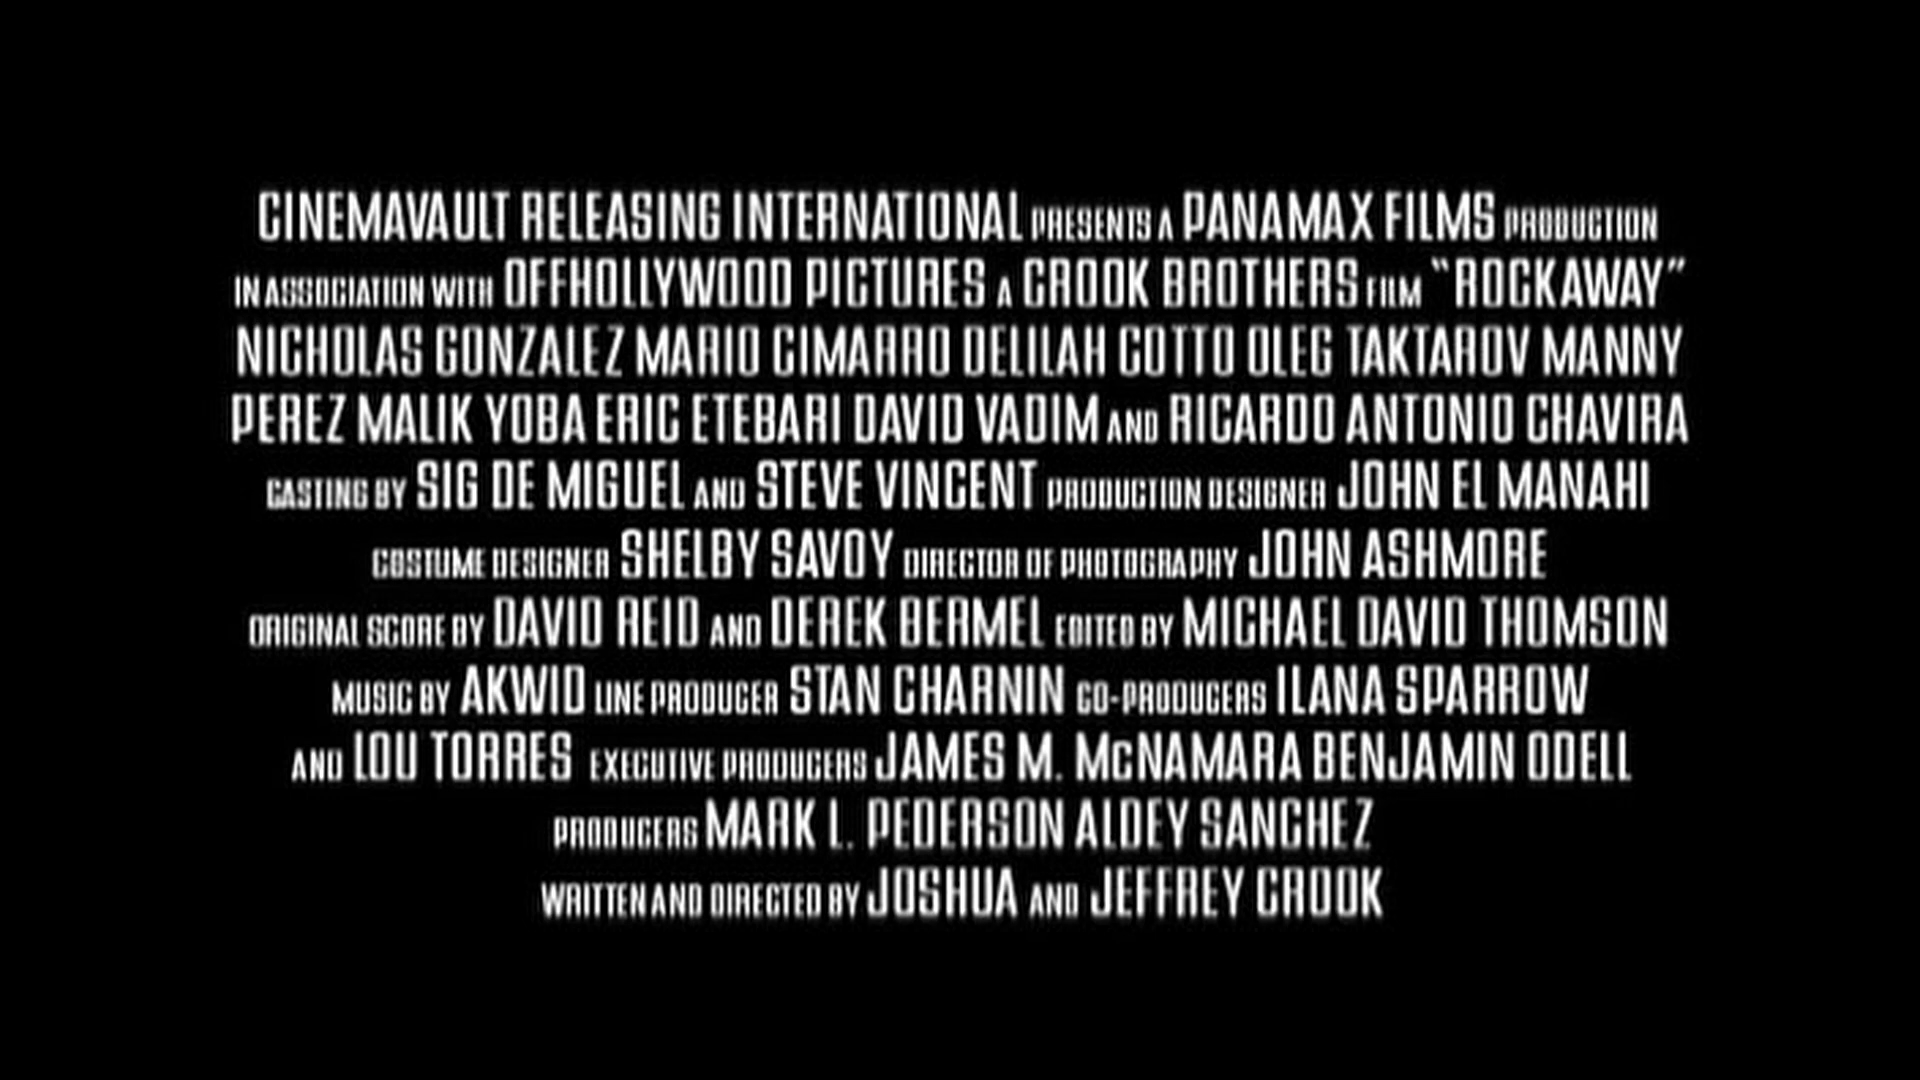 CINEMAVAULT RELEASING INTERNATIONAL PRESENTS A PANAMAX FILMS PRODUCTION
IN ASSOCIATION WITH OFFHOLLYWOOD PICTURES A CROOK BROTHERS FILM “ROCKAWAY”
NICHOLAS GONZALEZ MARIO CIMARRO DELILAH COTTO OLEG TAKTAROV MANNY
PEREZ MALIK YOBA ERIC ETEBARI DAVID VADIM AND RICARDO ANTONIO CHAVIRA
CASTING BY SIG DE MIGUEL AND STEVE VINCENT PRODUCTION DESIGNER JOHN EL MANAHI
COSTUME DESIGNER SHELBY SAVOY DIRECTOR OF PHOTOGRAPHY JOHN ASHMORE
ORIGINAL SCORE BY DAVID REID AND DEREK BERMEL EDITED BY MICHAEL DAVID THOMSON
MUSIC BY AKWID LINE PRODUCER STAN CHARNIN CO-PRODUCERS ILANA SPARROW
AND LOU TORRES EXECUTIVE PRODUCERS JAMES M. McNAMARA BENJAMIN ODELL
PRODUCERS MARK L. PEDERSON ALDEY SANCHEZ
WRITTEN AND DIRECTED BY JOSHUA AND JEFFREY CROOK